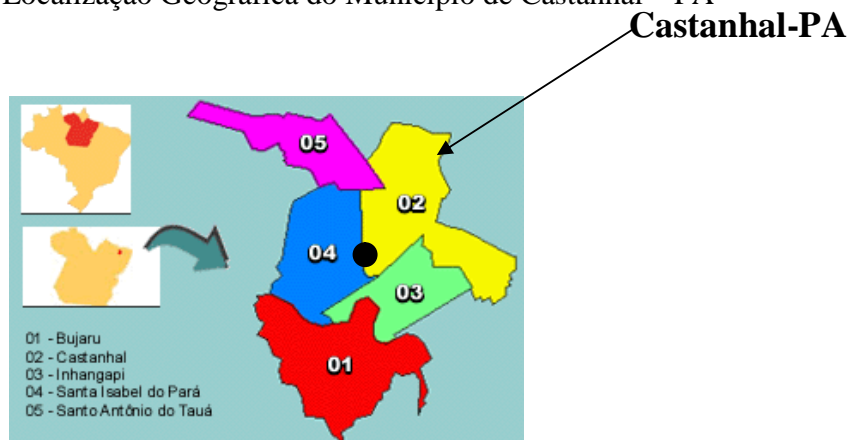 Localização Geográfica do Município de Castanhal – PA
Castanhal-PA
05
02
04
03
01
01 - Bujaru
02 - Castanhal
03 - Inhangapi
04 - Santa Isabel do Pará
05 - Santo Antônio do Tauá